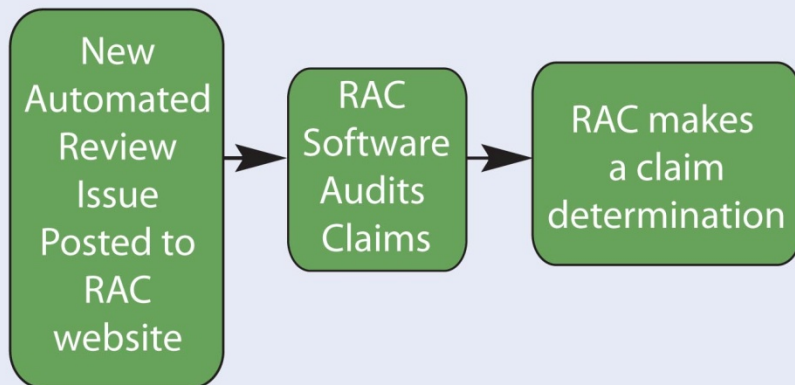 New
Automated
Review
Issue
Posted to
RAC
website
RAC
Software
Audits
Claims
RAC makes
a claim
determination